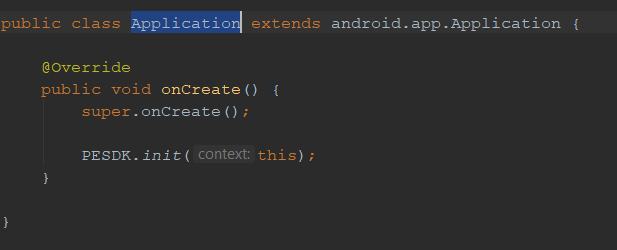 public class Application extends android.app.Application {
@Override
public void onCreate() {
super.onCreate();
PESDK.init( context: this);
}
}